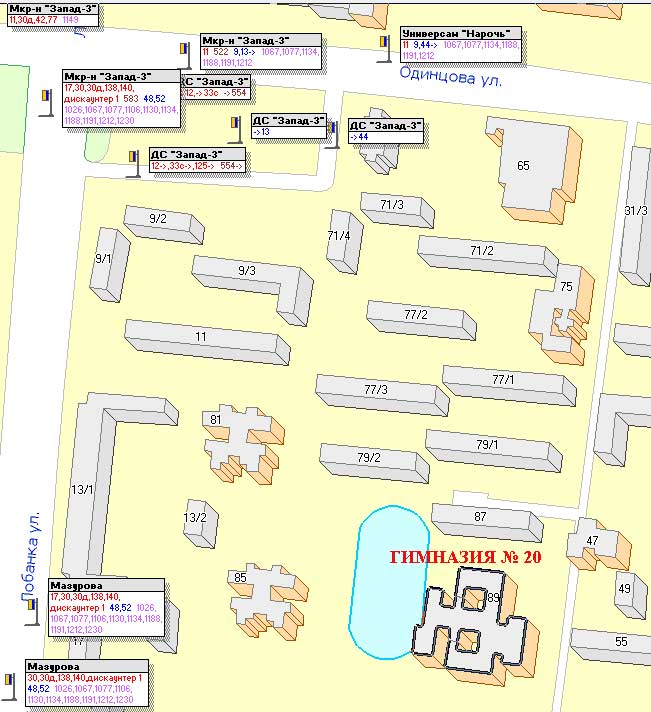 Мкр-н "Запад-3"
11,30д,42,77 1149
Мкр-н "Запад-3"
11 522 9,13-> 1067,1077,1134,
1188,1191,1212
Универсам "Нарочь"
11 9,44-> 1067,1077,1134,1188,
1191,1212
Одинцова ул.
Мкр-н "Запад-3"
17,30,30д,138,140,
дискаунтер 1 583 48,52
1026,1067,1077,1106,1130,1134,
1188,1191,1212,1230
ДС "Запад-3"
12,->33с ->554
ДС "Запад-3"
->13
ДС "Запад-3"
->44
ДС "Запад-3"
12->,33с->,125-> 554->
65
31/3
9/2
71/3
71/4
71/2
9/1
9/3
75
77/2
11
77/3
77/1
81
79/2
79/1
13/1
13/2
87
47
Лобанка ул.
ГИМНАЗИЯ № 20
85
89
49
55
Мазурова
17,30,30д,138,140,
дискаунтер 1 48,52 1026,
1067,1077,1106,1130,1134,1188,
1191,1212,1230
Мазурова
30,30д,138,140,дискаунтер 1
48,52 1026,1067,1077,1106,
1130,1134,1188,1191,1212,1230